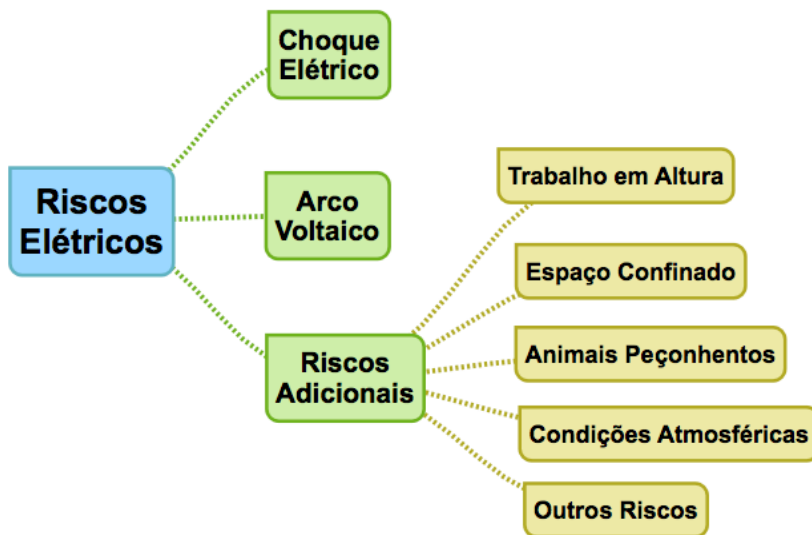 Riscos
Elétricos
Choque
Elétrico
Arco
Voltaico
Riscos
Adicionais
Trabalho em Altura
Espaço Confinado
Animais Peçonhentos
Condições Atmosféricas
Outros Riscos